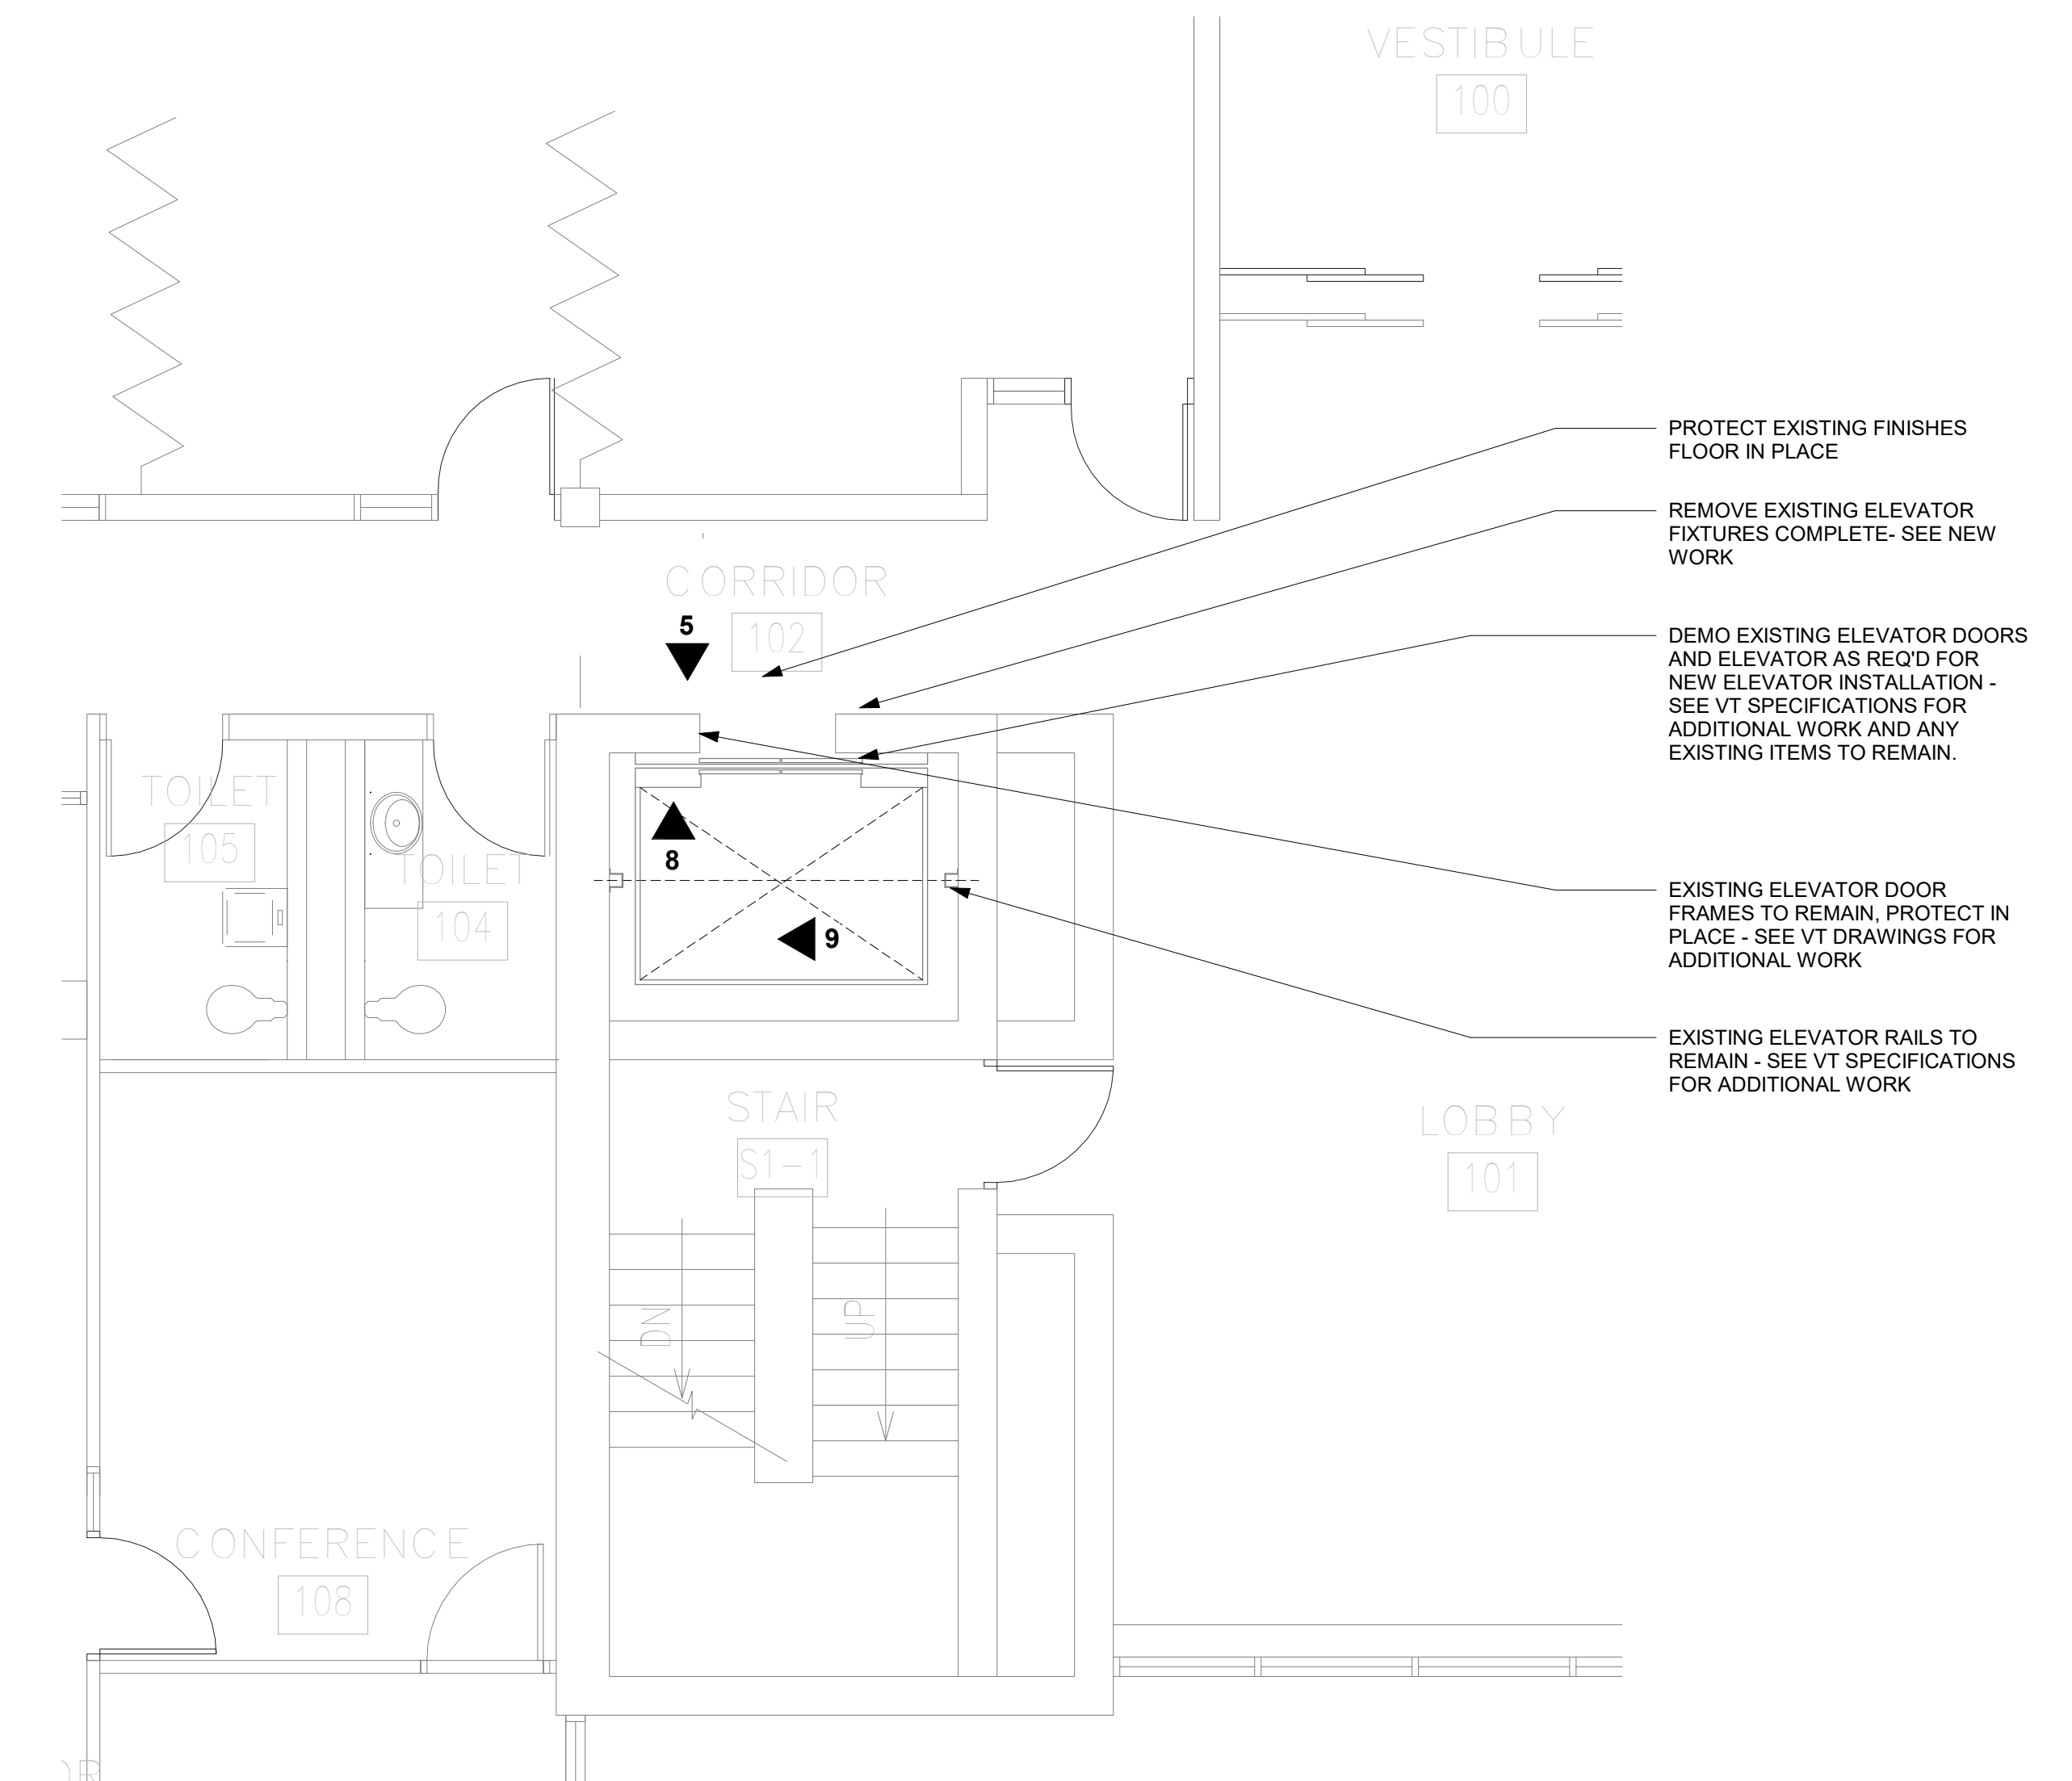 VESTIBULE
100
PROTECT EXISTING FINISHES
FLOOR IN PLACE
REMOVE EXISTING ELEVATOR
FIXTURES COMPLETE- SEE NEW
WORK
CORRIDOR
102
5
DEMO EXISTING ELEVATOR DOORS
AND ELEVATOR AS REQ'D FOR
NEW ELEVATOR INSTALLATION -
SEE VT SPECIFICATIONS FOR
ADDITIONAL WORK AND ANY
EXISTING ITEMS TO REMAIN.
TOILET
105
TOILET
104
8
9
EXISTING ELEVATOR DOOR
FRAMES TO REMAIN, PROTECT IN
PLACE - SEE VT DRAWINGS FOR
ADDITIONAL WORK
EXISTING ELEVATOR RAILS TO
REMAIN - SEE VT SPECIFICATIONS
FOR ADDITIONAL WORK
STAIR
S1-1
LOBBY
101
DN
UP
CONFERENCE
108